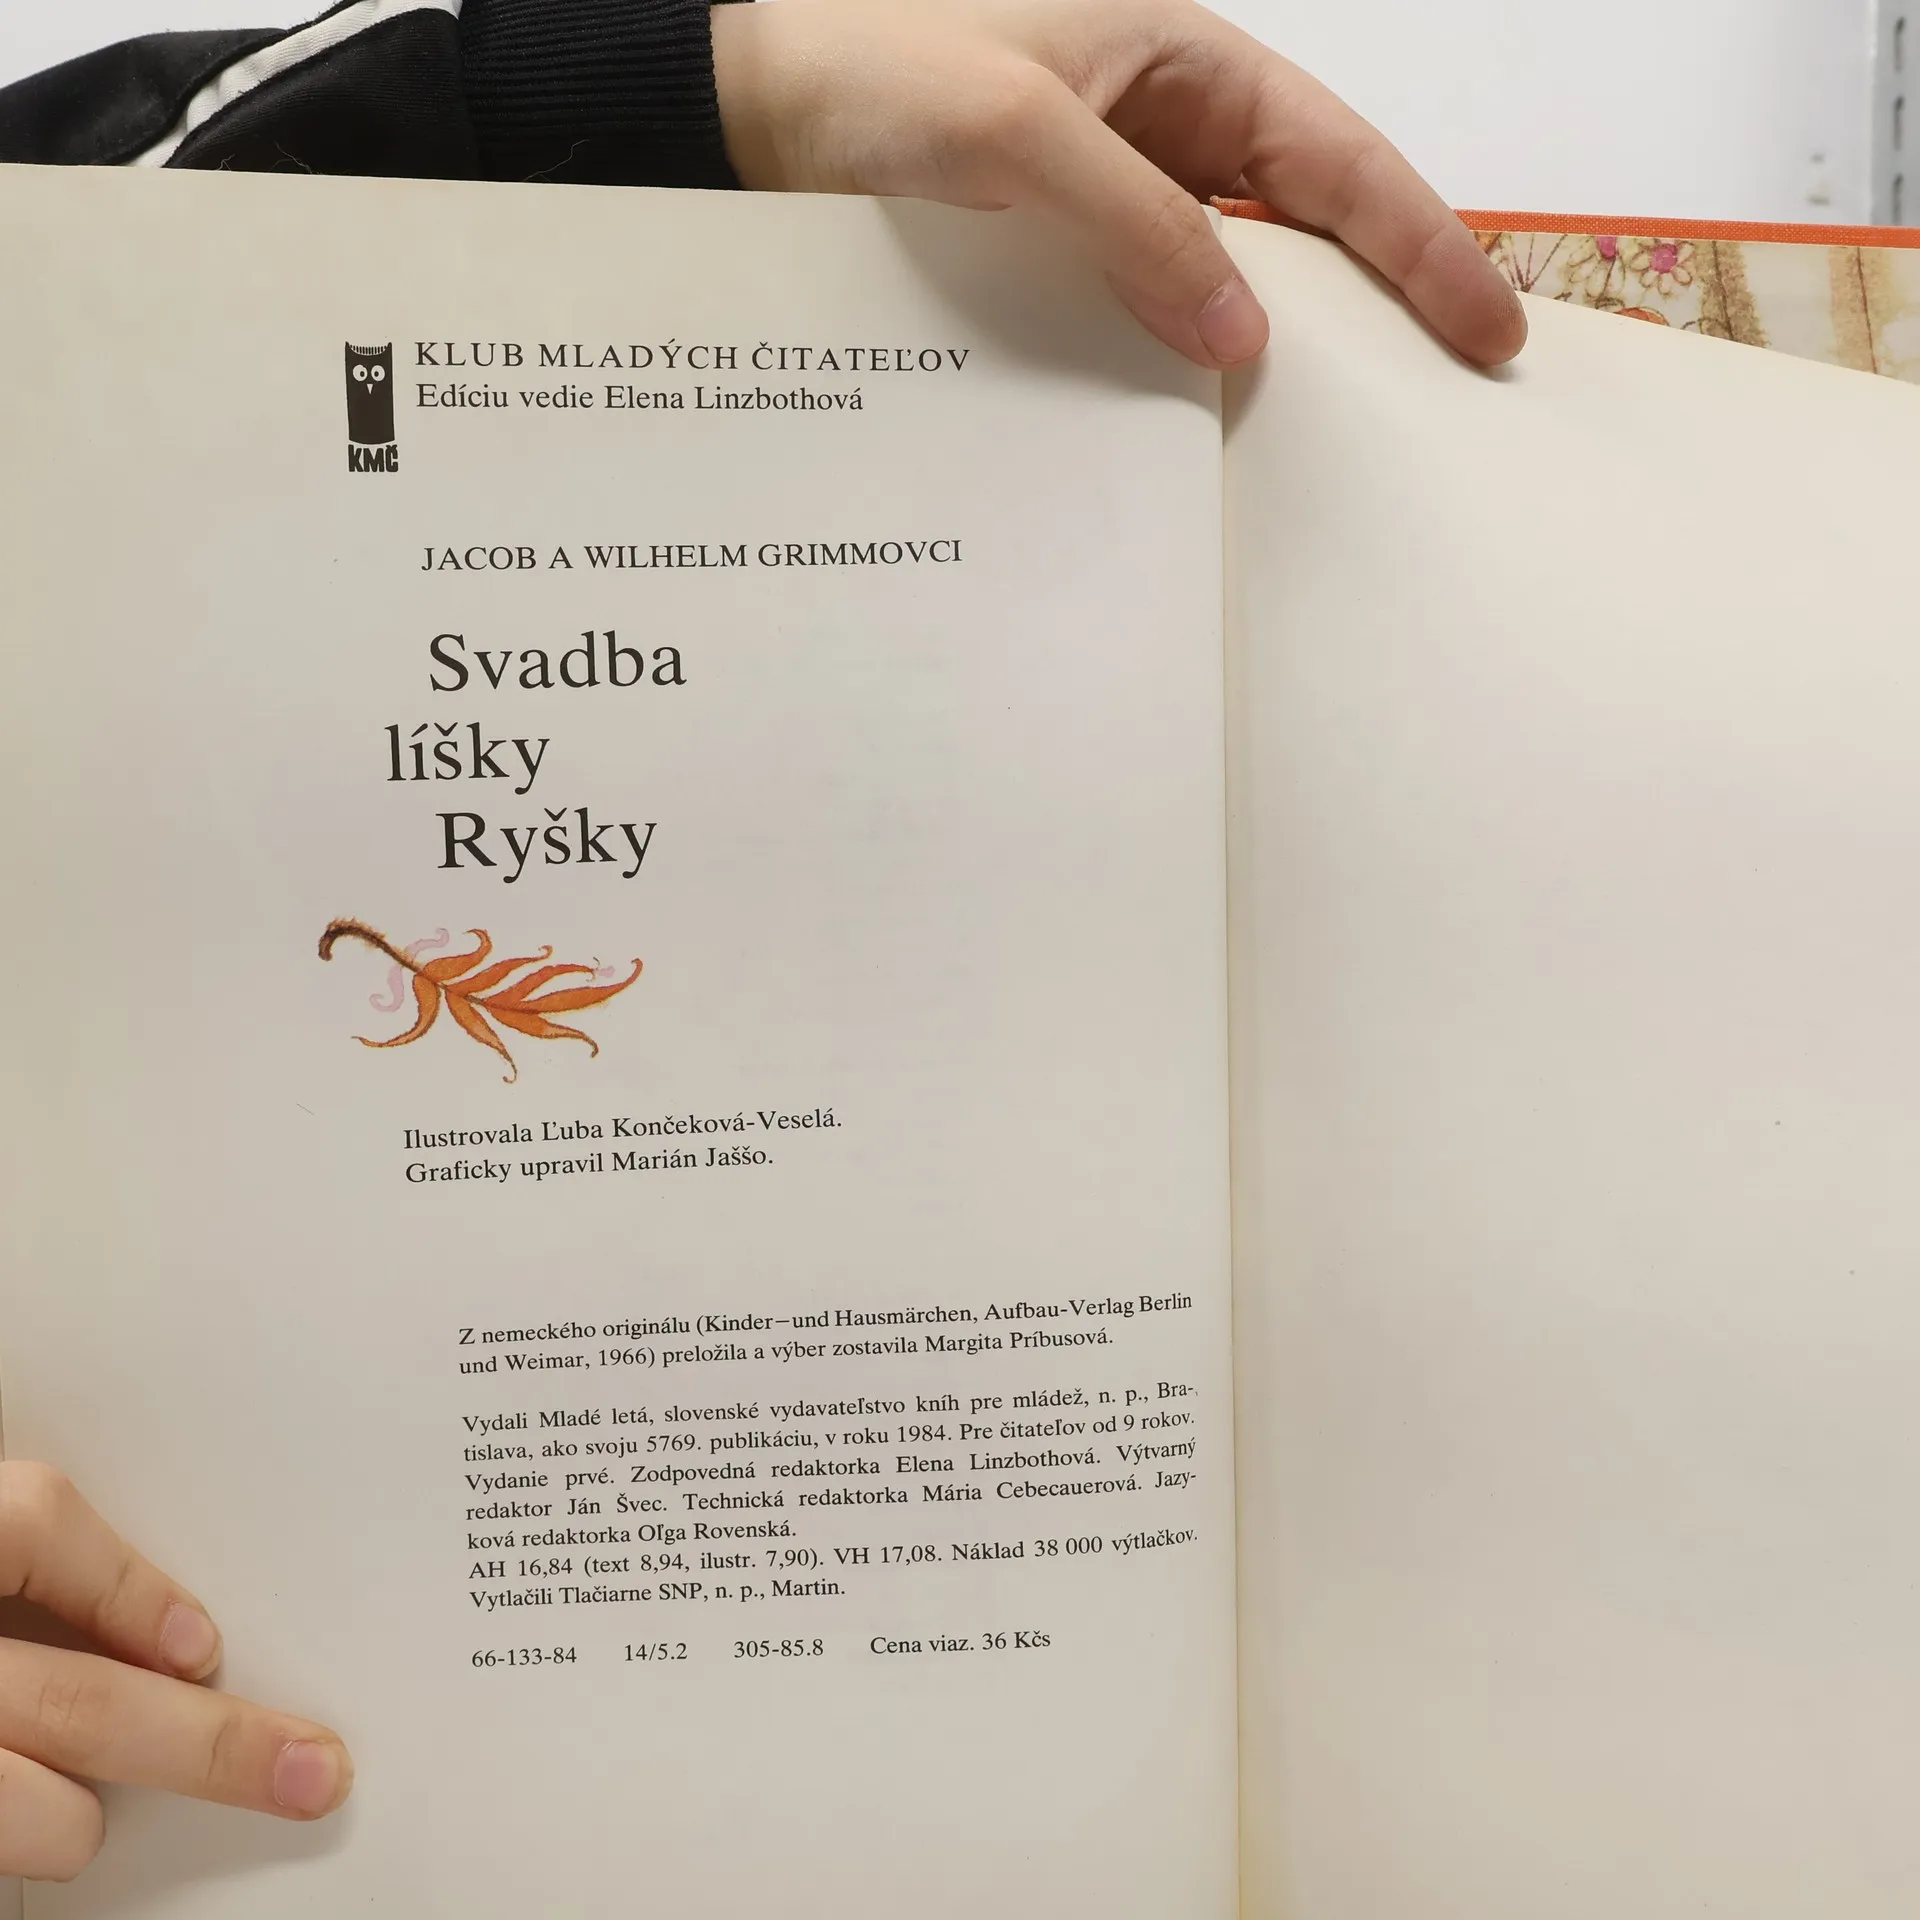 KLUB MLADÝCH ČITATEĽOV
Edíciu vedie Elena Linzbothová
KMČ
JACOB A WILHELM GRIMMOVCI
Svadba
líšky
Ryšky
Ilustrovala Ľuba Končeková-Veselá.
Graficky upravil Marián Jaššo.
Z nemeckého originálu (Kinder—und Hausmärchen, Aufbau-Verlag Berlin
und Weimar, 1966) preložila a výber zostavila Margita Príbusová.
Vydali Mladé letá, slovenské vydavateľstvo kníh pre mládež, n. p., Bra-
tislava, ako svoju 5769. publikáciu, v roku 1984. Pre čitateľov od 9 rokov.
Vydanie prvé. Zodpovedná redaktorka Elena Linzbothová. Výtvarný
redaktor Ján Švec. Technická redaktorka Mária Cebecauerová. Jazy-
ková redaktorka Oľga Rovenská.
AH 16,84 (text 8,94, ilustr. 7,90). VH 17,08. Náklad 38 000 výtlačkov.
Vytlačili Tlačiarne SNP, n. p., Martin.
66-133-84 14/5.2 305-85.8 Cena viaz. 36 Kčs